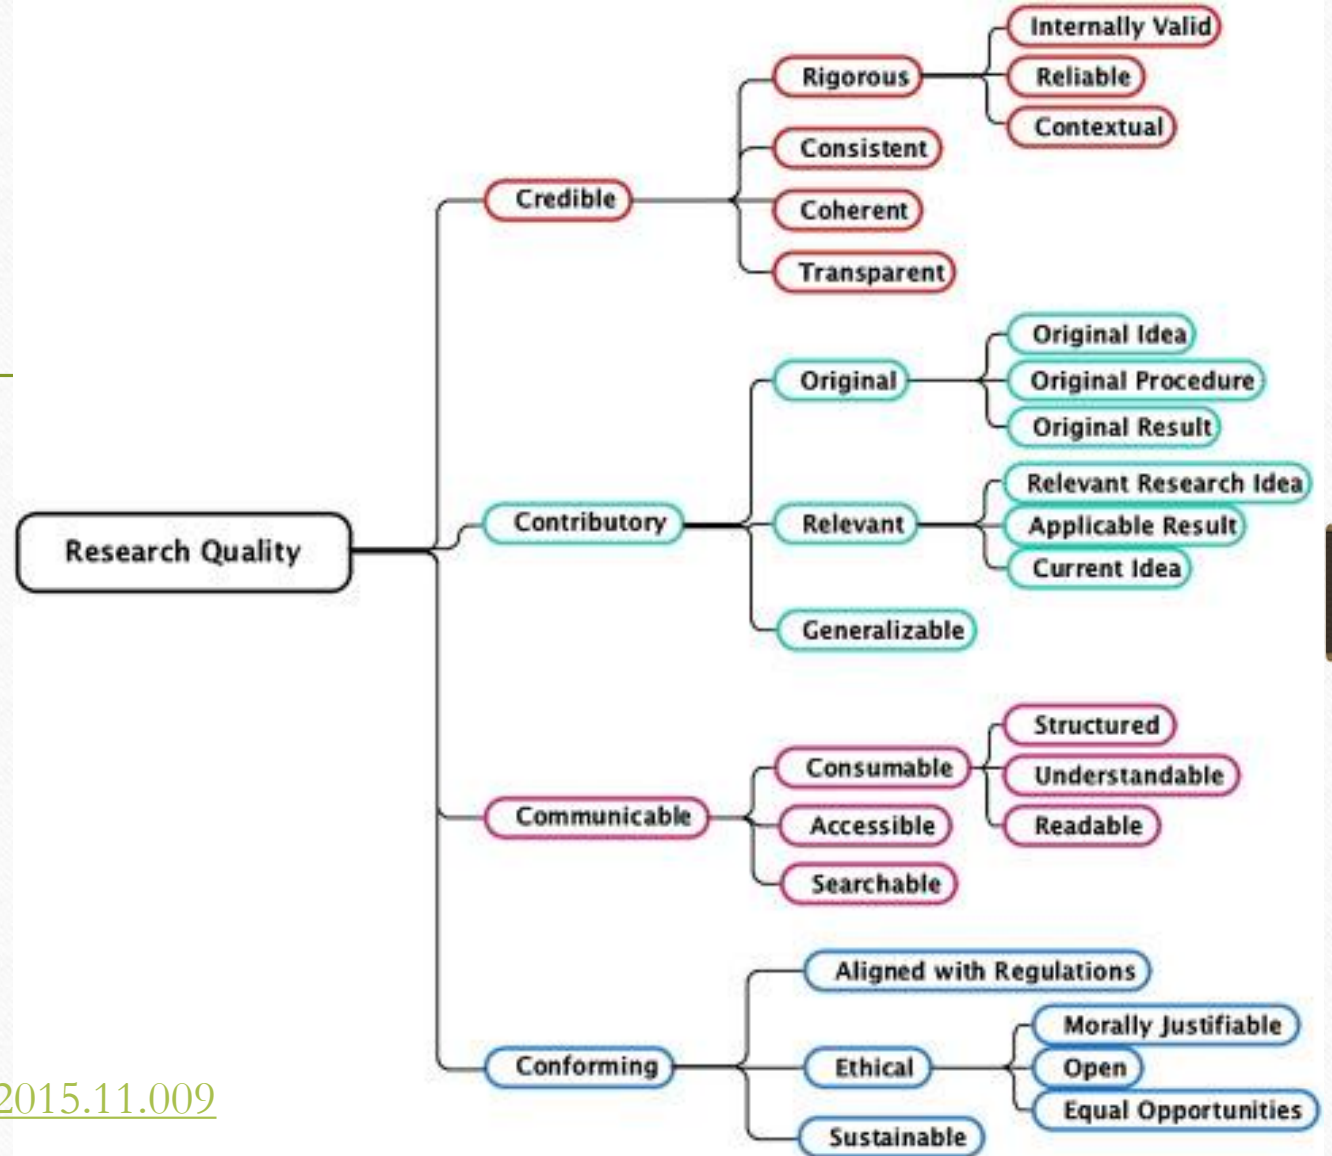 Research Quality
Credible
Rigorous
Internally Valid
Reliable
Contextual
Consistent
Coherent
Transparent
Contributory
Original
Original Idea
Original Procedure
Original Result
Relevant
Relevant Research Idea
Applicable Result
Current Idea
Generalizable
Communicable
Consumable
Structured
Understandable
Readable
Accessible
Searchable
Conforming
Aligned with Regulations
Ethical
Morally Justifiable
Open
Equal Opportunities
Sustainable
2015.11.009